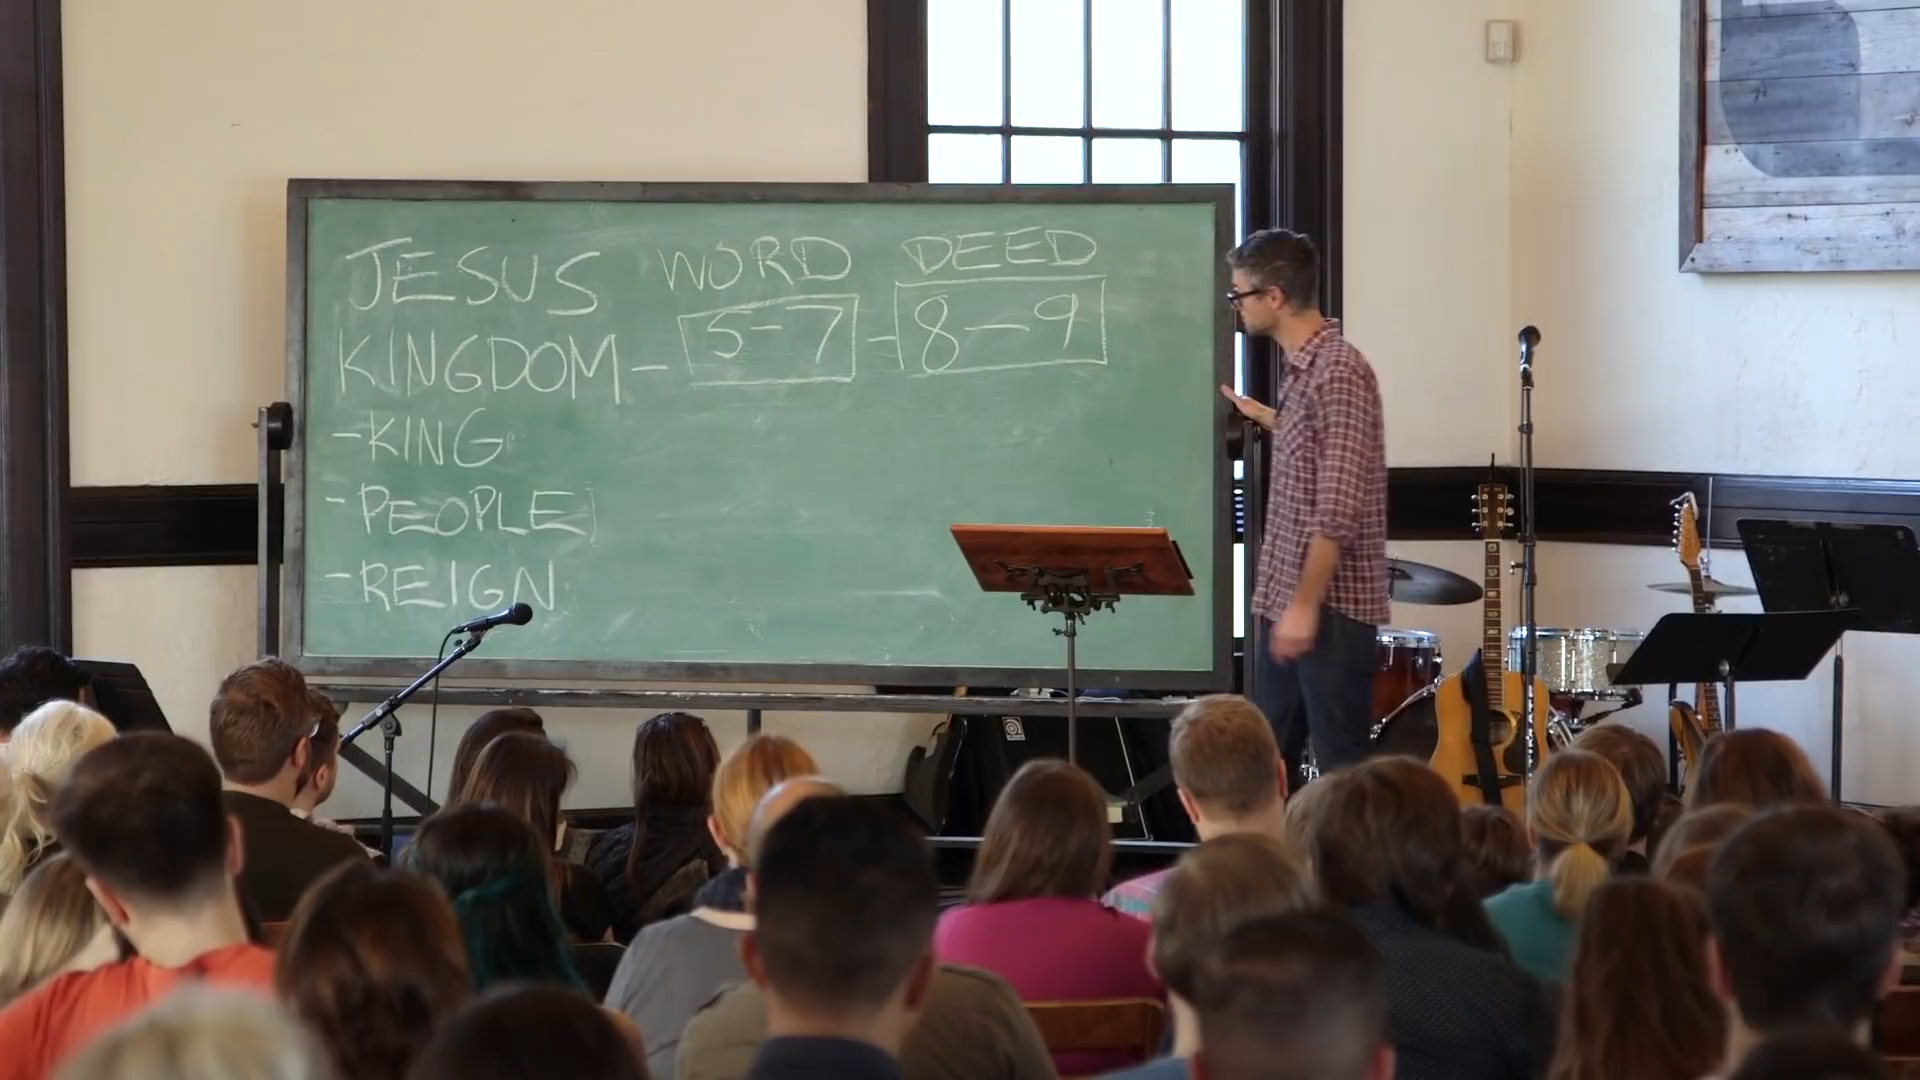 JESUS WORD DEED
KINGDOM - 5-7 - 8-9
-KING
-PEOPLE]
-REIGN